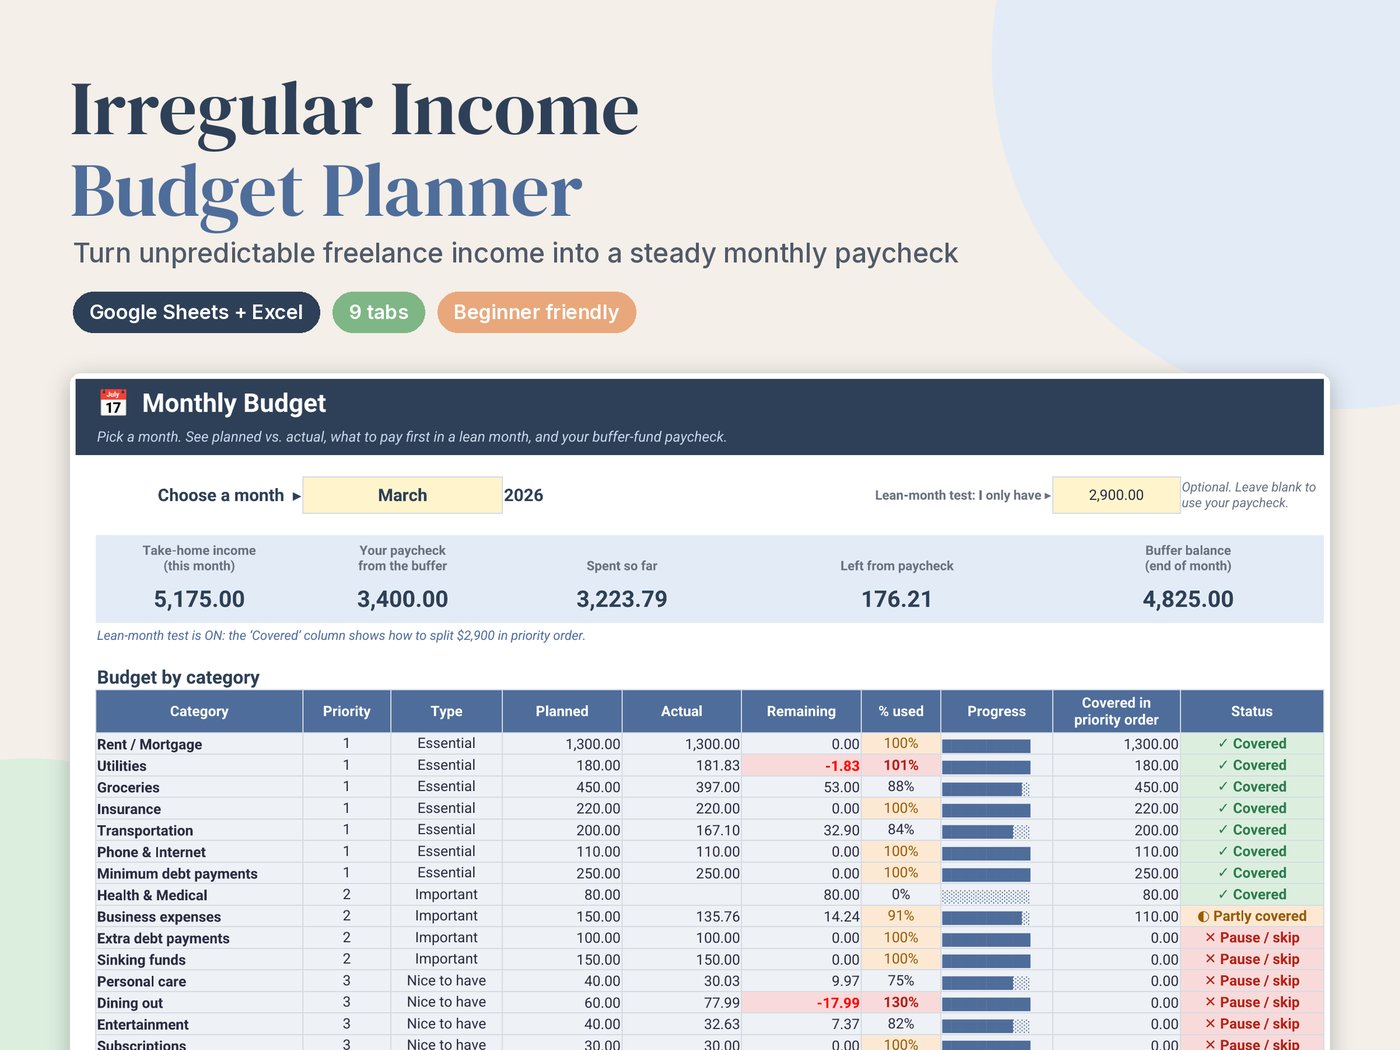 Irregular Income
Budget Planner
Turn unpredictable freelance income into a steady monthly paycheck
Google Sheets + Excel 9 tabs Beginner friendly
July 17 Monthly Budget
Pick a month. See planned vs. actual, what to pay first in a lean month, and your buffer-fund paycheck.
Choose a month ▸ March 2026 Lean-month test: I only have ▸ 2,900.00 Optional. Leave blank to
use your paycheck.
Take-home income Your paycheck Buffer balance
(this month) from the buffer Spent so far Left from paycheck (end of month)
5,175.00 3,400.00 3,223.79 176.21 4,825.00
Lean-month test is ON: the ‘Covered’ column shows how to split $2,900 in priority order.
Budget by category
Category Priority Type Planned Actual Remaining % used Progress Covered in priority order Status
Rent / Mortgage 1 Essential 1,300.00 1,300.00 0.00 100% 1,300.00 ✓ Covered
Utilities 1 Essential 180.00 181.83 -1.83 101% 180.00 ✓ Covered
Groceries 1 Essential 450.00 397.00 53.00 88% 450.00 ✓ Covered
Insurance 1 Essential 220.00 220.00 0.00 100% 220.00 ✓ Covered
Transportation 1 Essential 200.00 167.10 32.90 84% 200.00 ✓ Covered
Phone & Internet 1 Essential 110.00 110.00 0.00 100% 110.00 ✓ Covered
Minimum debt payments 1 Essential 250.00 250.00 0.00 100% 250.00 ✓ Covered
Health & Medical 2 Important 80.00 80.00 0% 80.00 ✓ Covered
Business expenses 2 Important 150.00 135.76 14.24 91% 110.00 ◐ Partly covered
Extra debt payments 2 Important 100.00 100.00 0.00 100% 0.00 ✕ Pause / skip
Sinking funds 2 Important 150.00 150.00 0.00 100% 0.00 ✕ Pause / skip
Personal care 3 Nice to have 40.00 30.03 9.97 75% 0.00 ✕ Pause / skip
Dining out 3 Nice to have 60.00 77.99 -17.99 130% 0.00 ✕ Pause / skip
Entertainment 3 Nice to have 40.00 32.63 7.37 82% 0.00 ✕ Pause / skip
Subscriptions 3 Nice to have 30.00 30.00 0.00 100% 0.00 ✕ Pause / skip